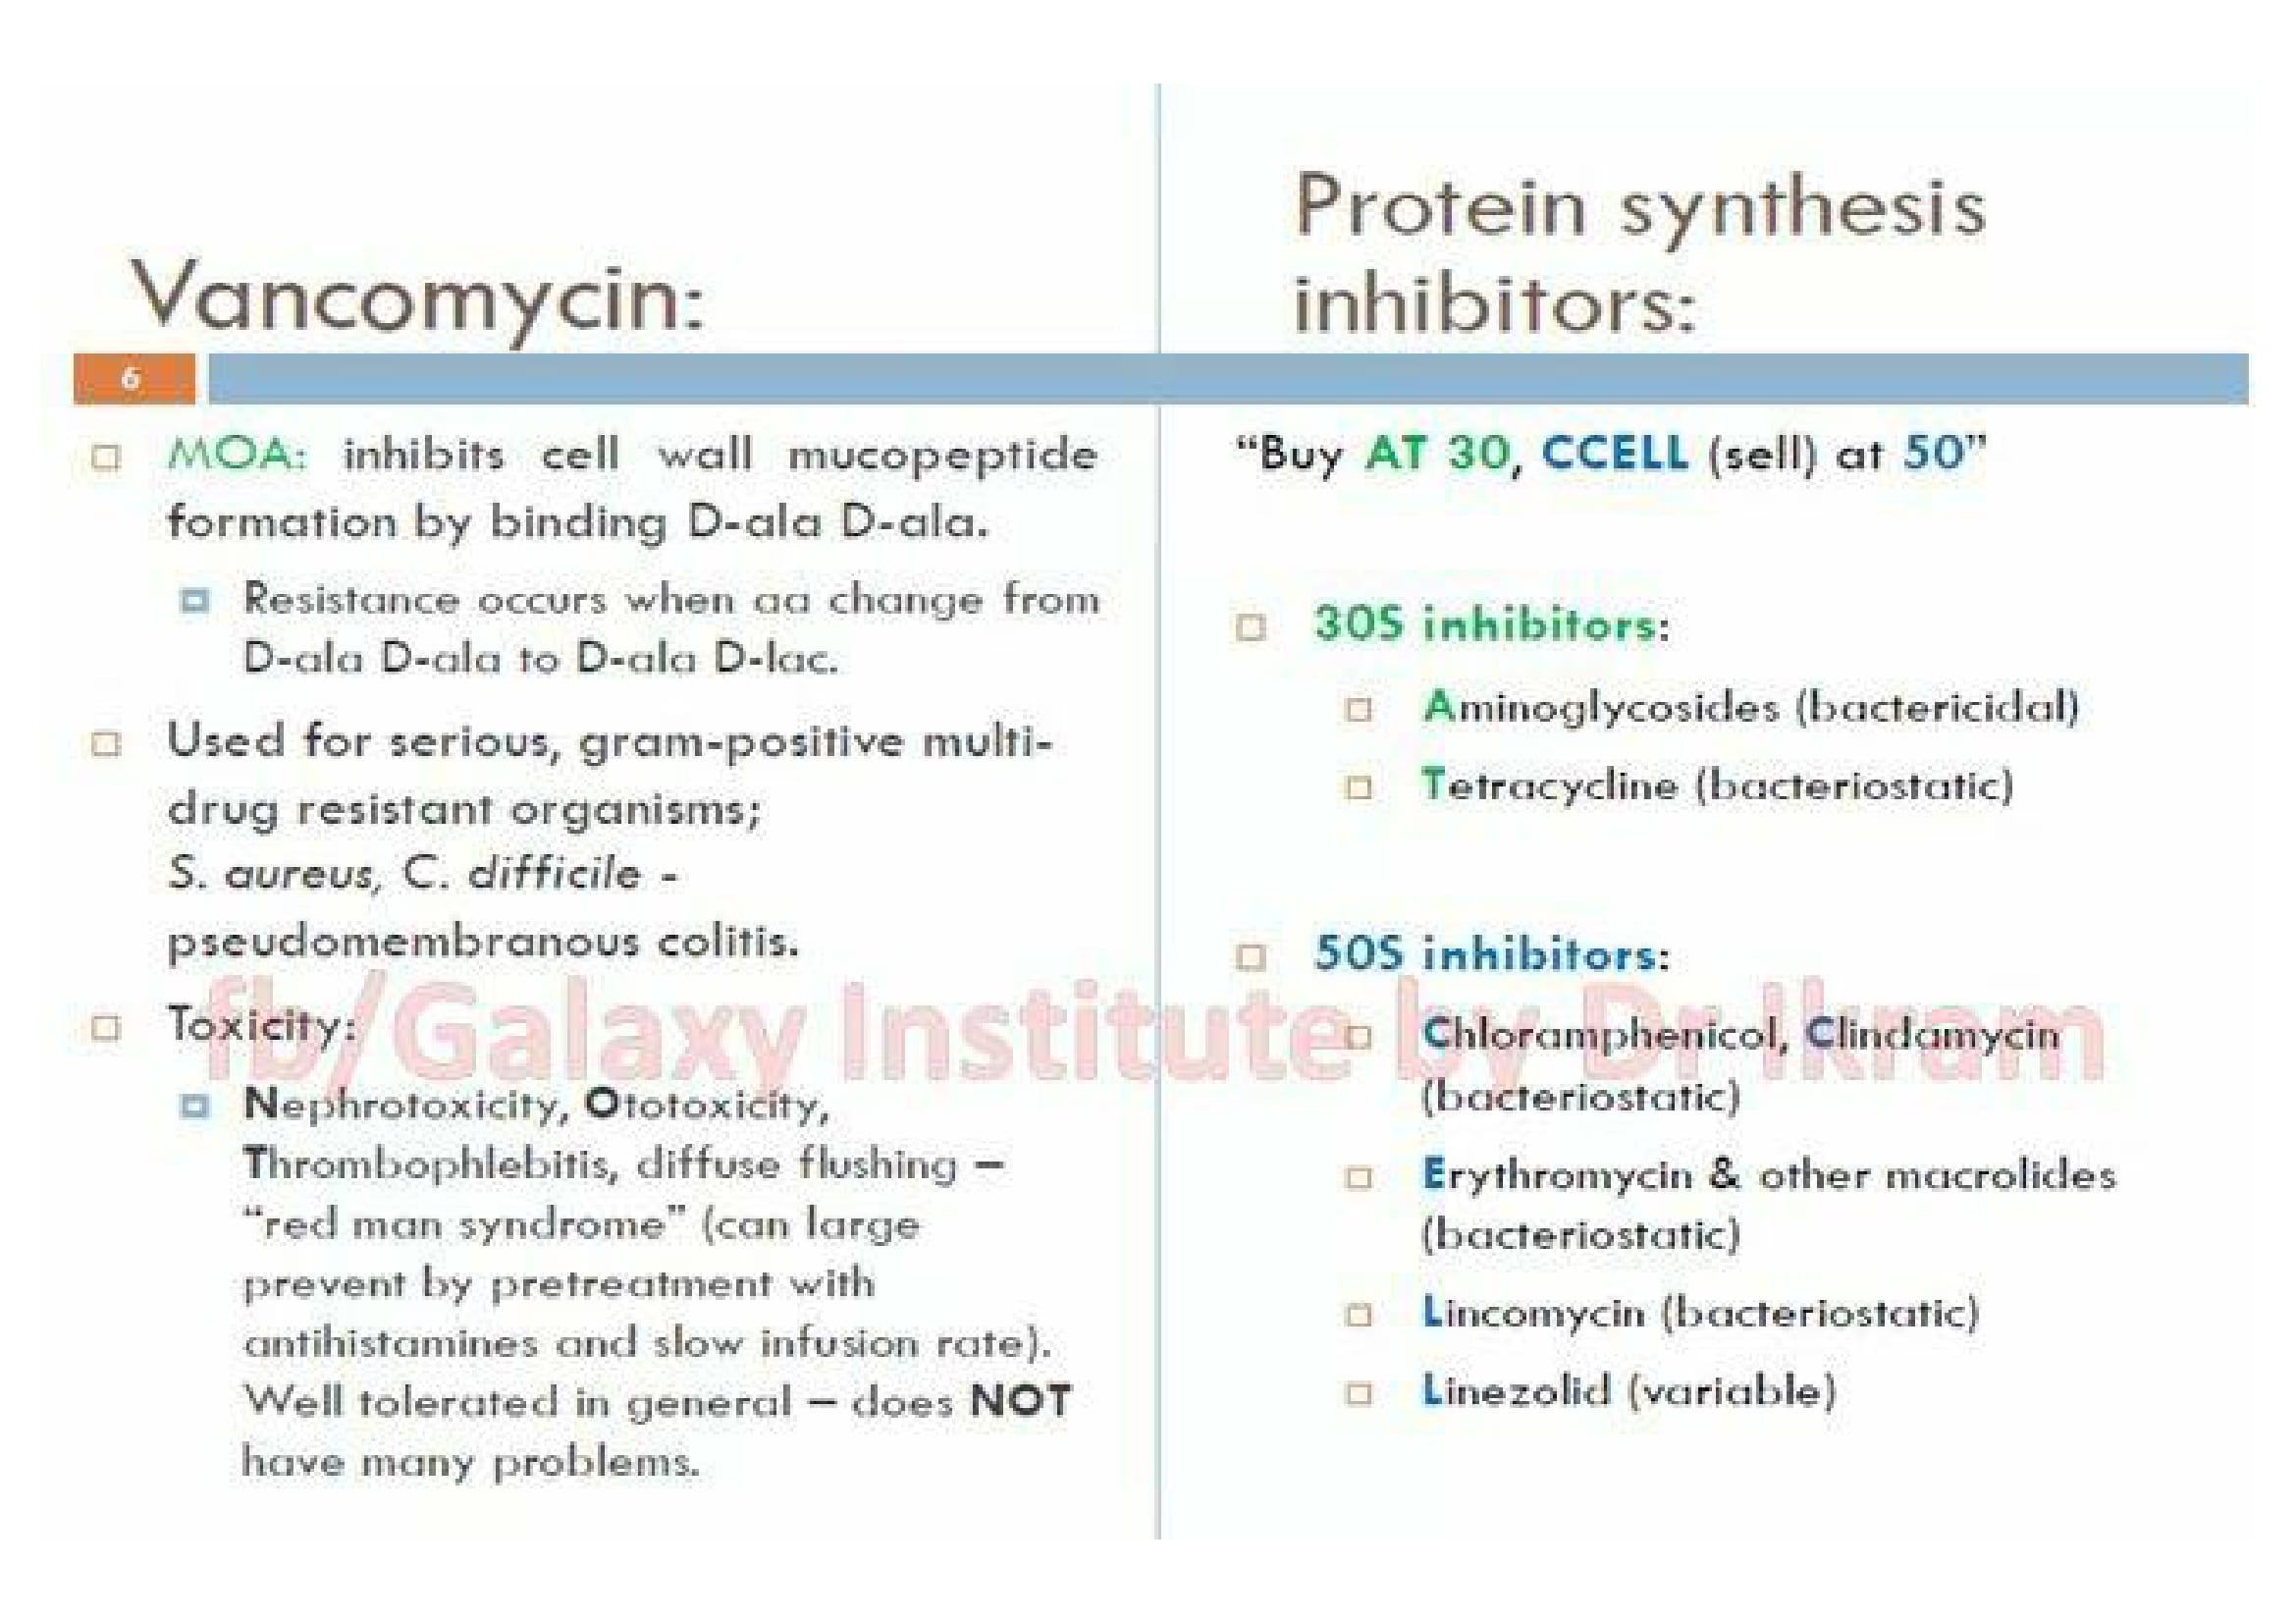 Vancomycin:
6
MOA: inhibits cell wall mucopeptide
formation by binding D-ala D-ala.
Resistance occurs when aa change from
D-ala D-ala to D-ala D-lac.
Used for serious, gram-positive multi-
drug resistant organisms;
S. aureus, C. difficile -
pseudomembranous colitis.
Toxicity:
Nephrotoxicity, Ototoxicity,
Thrombophlebitis, diffuse flushing –
“red man syndrome” (can large
prevent by pretreatment with
antihistamines and slow infusion rate).
Well tolerated in general – does NOT
have many problems.
Protein synthesis
inhibitors:
“Buy AT 30, CCELL (sell) at 50”
30S inhibitors:
Aminoglycosides (bactericidal)
Tetracycline (bacteriostatic)
50S inhibitors:
Chloramphenicol, Clindamycin
(bacteriostatic)
Erythromycin & other macrolides
(bacteriostatic)
Lincomycin (bacteriostatic)
Linezolid (variable)
fb/Galaxy Institute by Dr Ikram